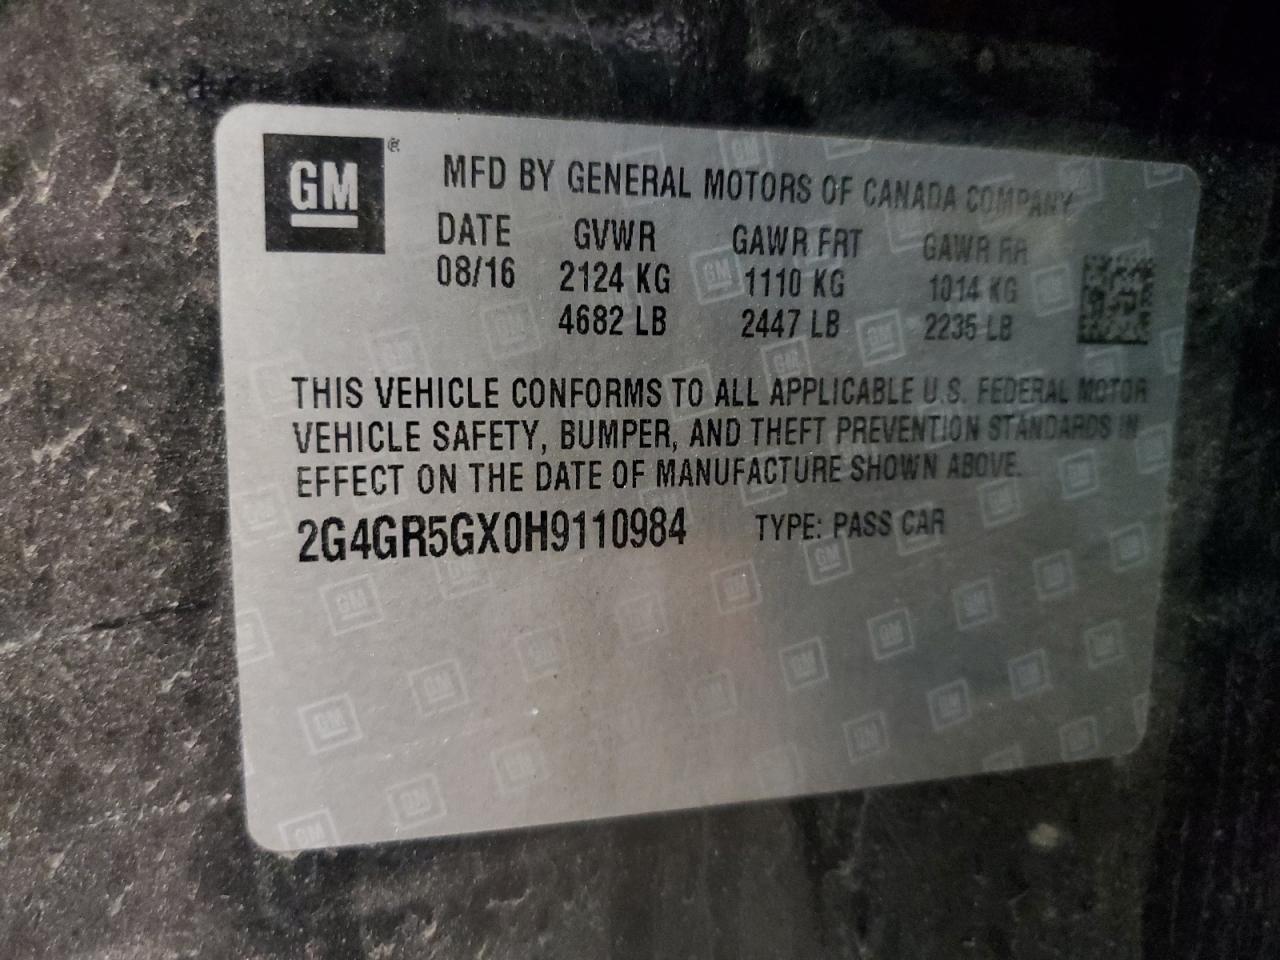 GM
MFD BY GENERAL MOTORS OF CANADA COMPANY
DATE GVWR GAWR FRT GAWR RR
08/16 2124 KG 1110 KG 1014 KG
4682 LB 2447 LB 2235 LB
THIS VEHICLE CONFORMS TO ALL APPLICABLE U.S. FEDERAL MOTOR
VEHICLE SAFETY, BUMPER, AND THEFT PREVENTION STANDARDS IN
EFFECT ON THE DATE OF MANUFACTURE SHOWN ABOVE.
2G4GR5GX0H9110984 TYPE: PASS CAR